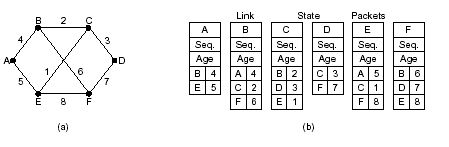 B 2 C
4 3
A 1 6 D
5 7
E 8 F
(a)
Link State Packets
A B C D E F
Seq. Seq. Seq. Seq. Seq. Seq.
Age Age Age Age Age Age
B 4 A 4 B 2 C 3 A 5 B 6
E 5 C 2 D 3 F 7 C 1 D 7
F 6 E 1 F 8 E 8
(b)